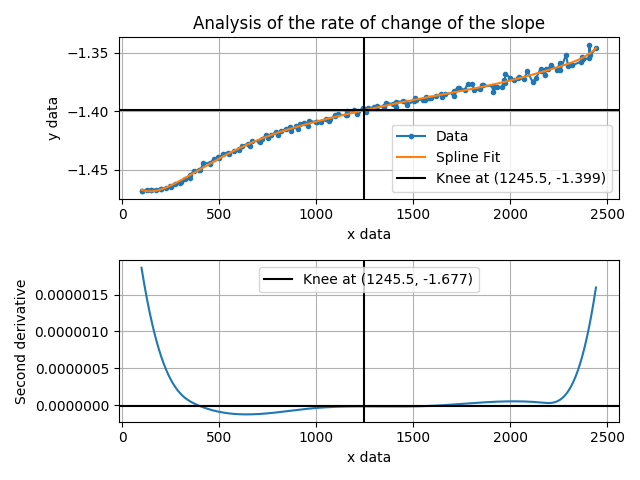 Analysis of the rate of change of the slope
−1.35
−1.40
−1.45
y data
Data
Spline Fit
Knee at (1245.5, -1.399)
0 500 1000 1500 2000 2500
x data
Knee at (1245.5, -1.677)
0.0000015
0.0000010
0.0000005
0.0000000
Second derivative
0 500 1000 1500 2000 2500
x data